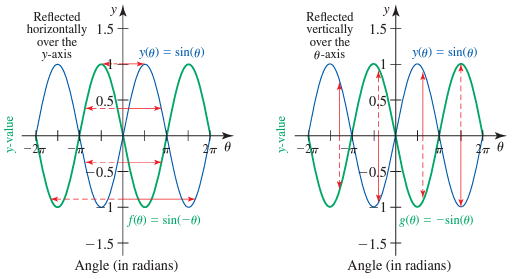 Reflected
horizontally
over the
y-axis
y
1.5
y(θ) = sin(θ)
1
0.5
y-value
−2π
−π
π
2π
θ
−0.5
−1
f(θ) = sin(−θ)
−1.5
Angle (in radians)
Reflected
vertically
over the
θ-axis
y
1.5
y(θ) = sin(θ)
1
0.5
y-value
−2π
−π
π
2π
θ
−0.5
−1
g(θ) = −sin(θ)
−1.5
Angle (in radians)